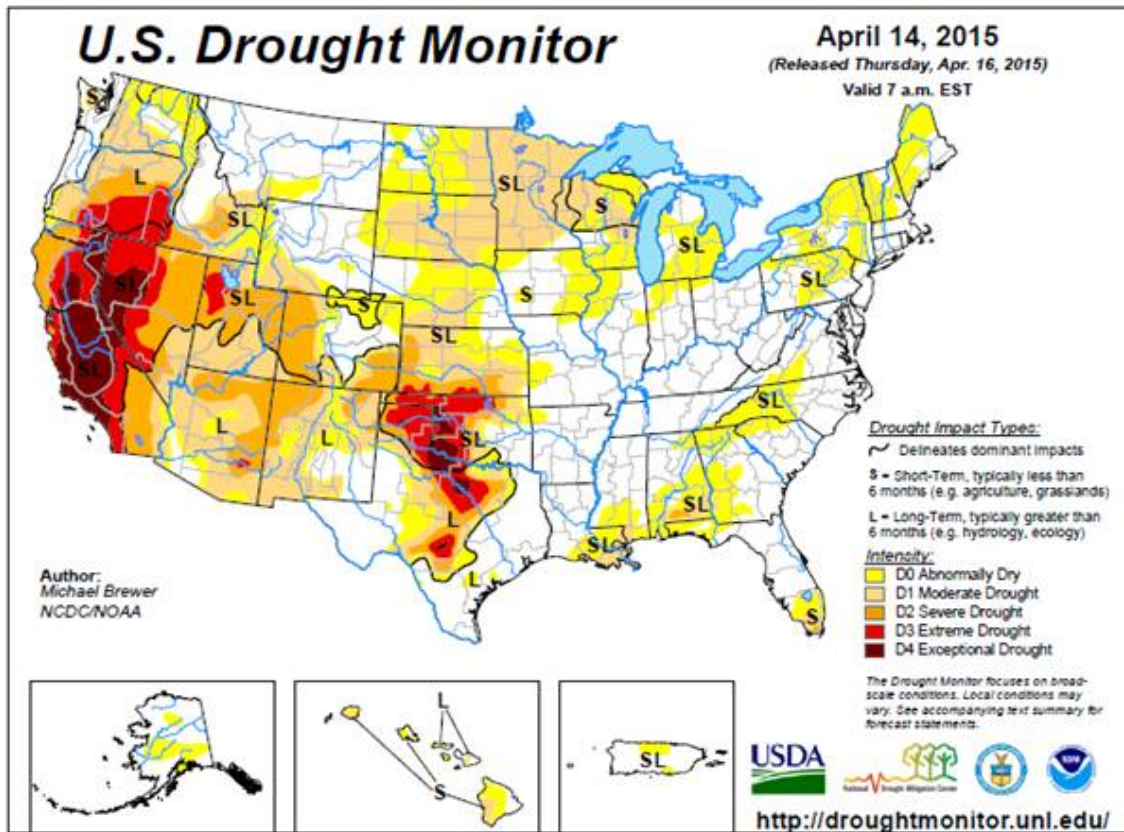 U.S. Drought Monitor
April 14, 2015
(Released Thursday, Apr. 16, 2015)
Valid 7 a.m. EST
S
L
SL
SL
S
SL
SL
SL
SL
S
S
SL
SL
SL
L
L
L
SL
SL
L
L
SL
SL
S
Drought Impact Types:
Delineates dominant impacts
S = Short-Term, typically less than
6 months (e.g. agriculture, grasslands)
L = Long-Term, typically greater than
6 months (e.g. hydrology, ecology)
Intensity:
D0 Abnormally Dry
D1 Moderate Drought
D2 Severe Drought
D3 Extreme Drought
D4 Exceptional Drought
Author:
Michael Brewer
NCDC/NOAA
The Drought Monitor focuses on broad-
scale conditions. Local conditions may
vary. See accompanying text summary for
forecast statements.
L
S
SL
USDA
National Drought Mitigation Center
http://droughtmonitor.unl.edu/